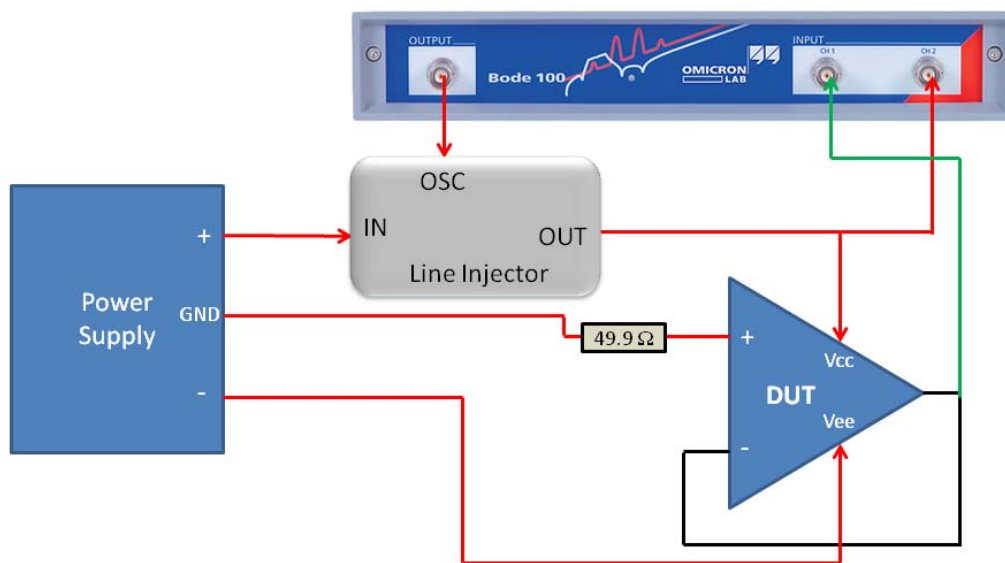 OUTPUT
INPUT
CH 1
CH 2
Bode 100
OMICRON
LAB
OSC
IN
OUT
Line Injector
+
GND
-
Power
Supply
49.9 Ω
+
Vcc
DUT
Vee
-